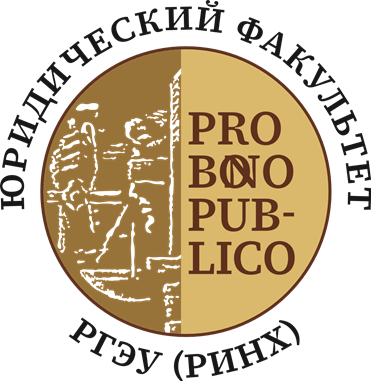 ЮРИДИЧЕСКИЙ ФАКУЛЬТЕТ
PRO
BONO
PUB-
LICO
РГЭУ (РИНХ)